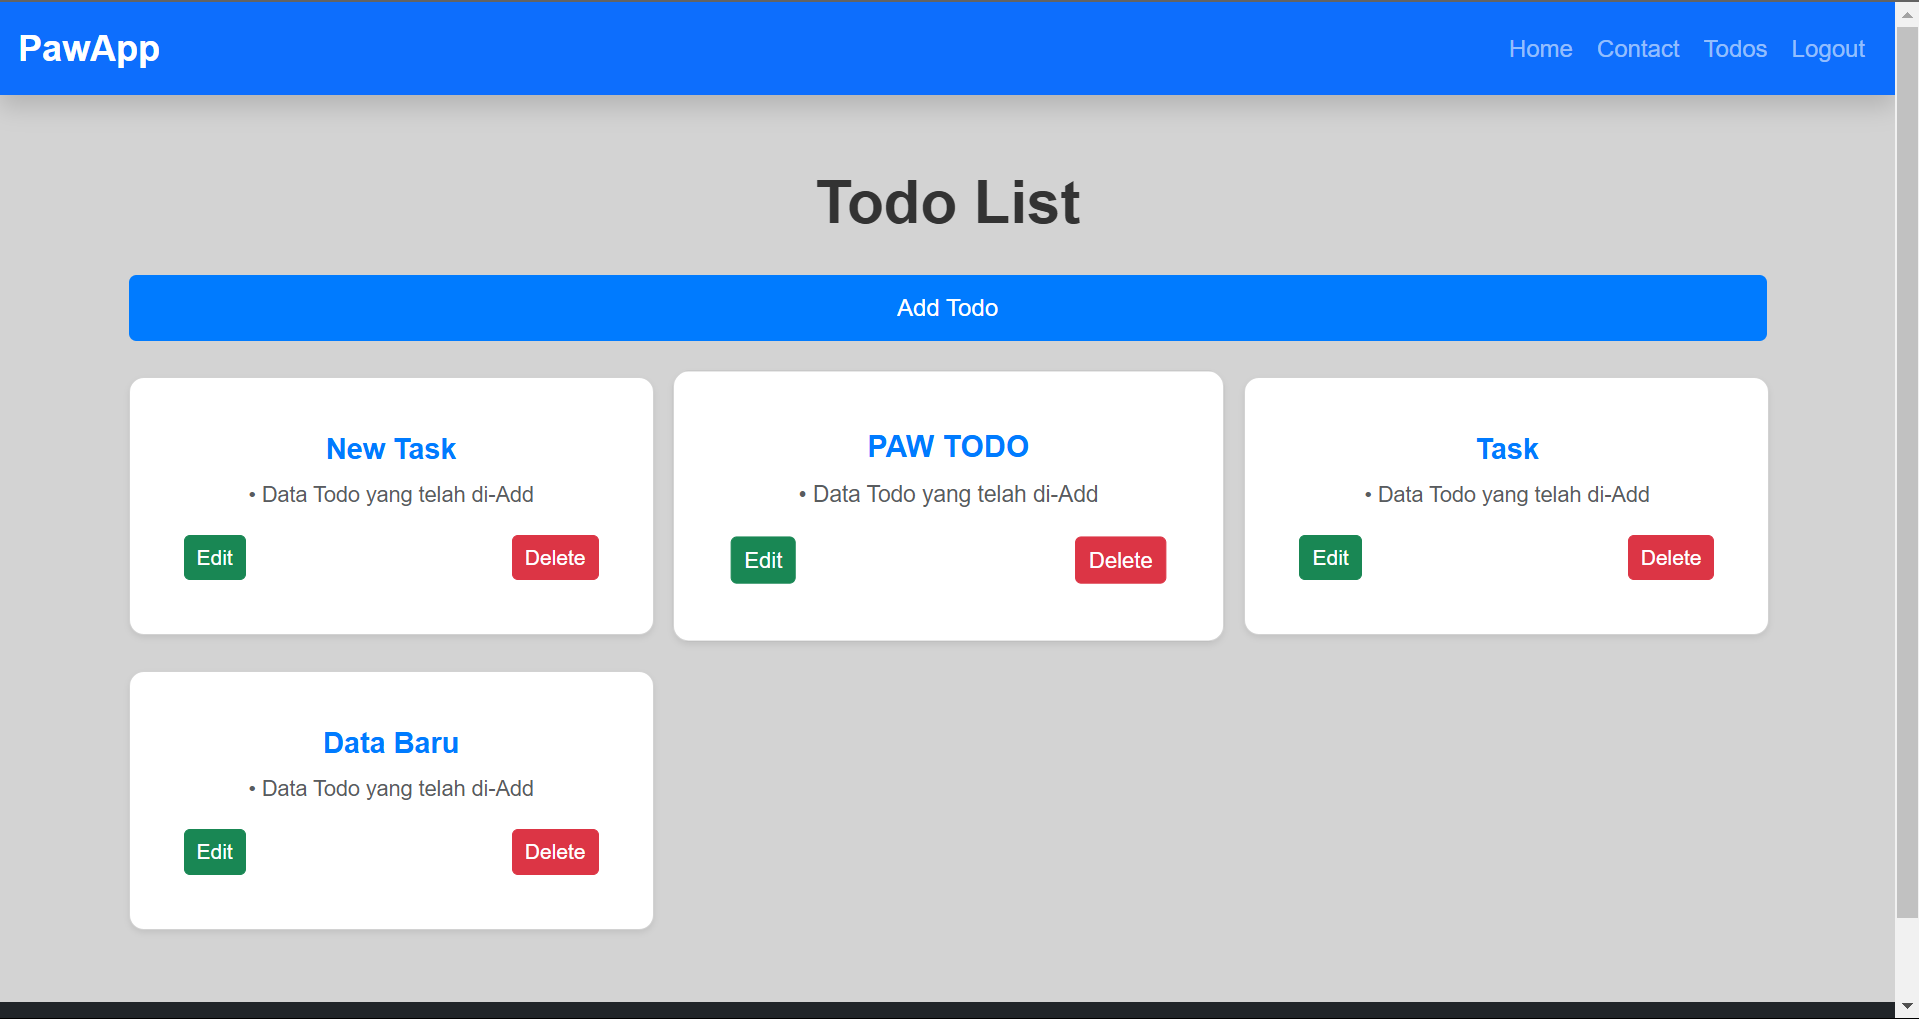 PawApp
Home Contact Todos Logout
Todo List
Add Todo
New Task
• Data Todo yang telah di-Add
Edit Delete
PAW TODO
• Data Todo yang telah di-Add
Edit Delete
Task
• Data Todo yang telah di-Add
Edit Delete
Data Baru
• Data Todo yang telah di-Add
Edit Delete